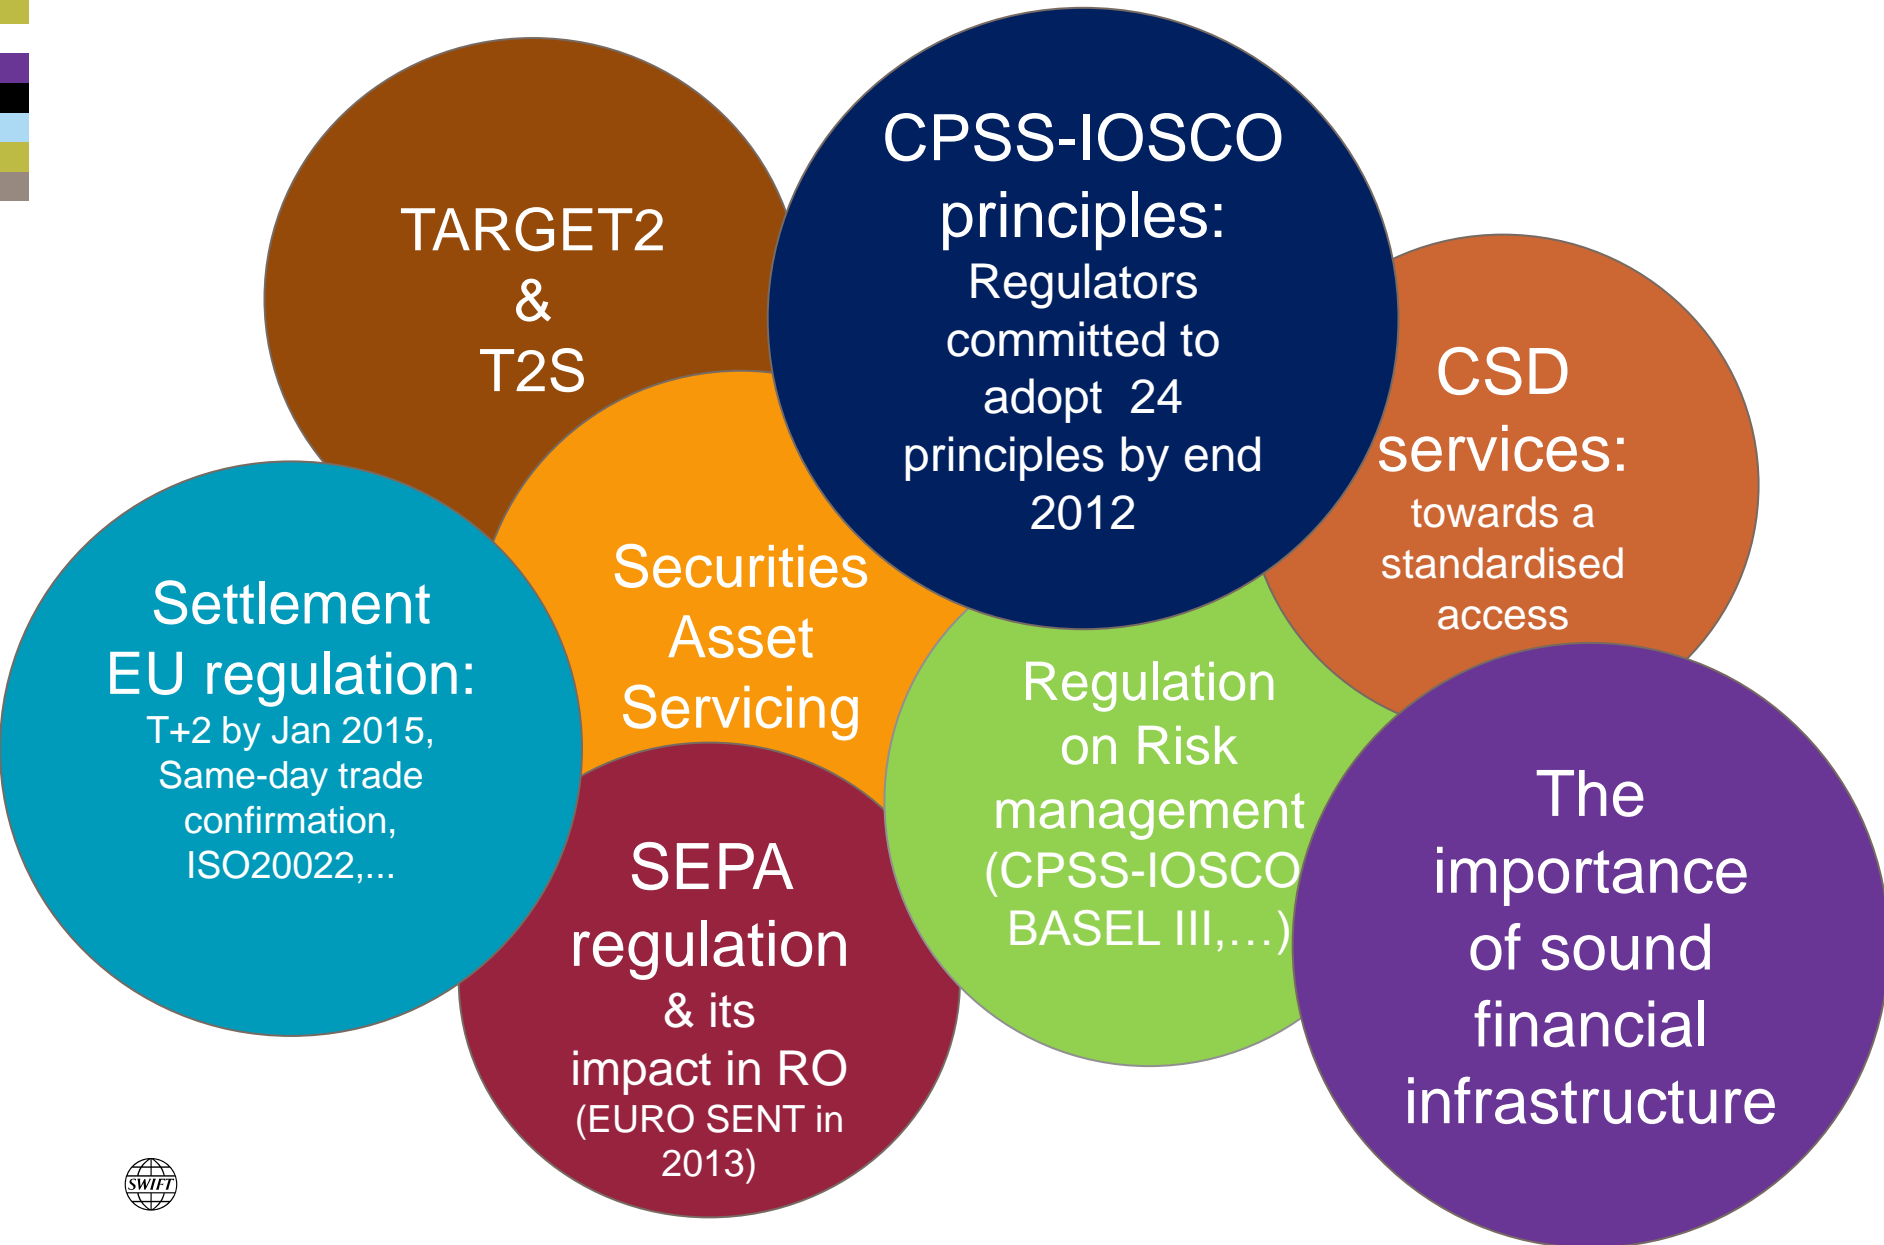 TARGET2
&
T2S
CPSS-IOSCO
principles:
Regulators
committed to
adopt  24
principles by end
2012
CSD
services:
towards a
standardised
access
Settlement
EU regulation:
T+2 by Jan 2015,
Same-day trade
confirmation,
ISO20022,...
Securities
Asset
Servicing
Regulation
on Risk
management
(CPSS-IOSCO
BASEL III,…)
SEPA
regulation
& its
impact in RO
(EURO SENT in
2013)
The
importance
of sound
financial
infrastructure
SWIFT